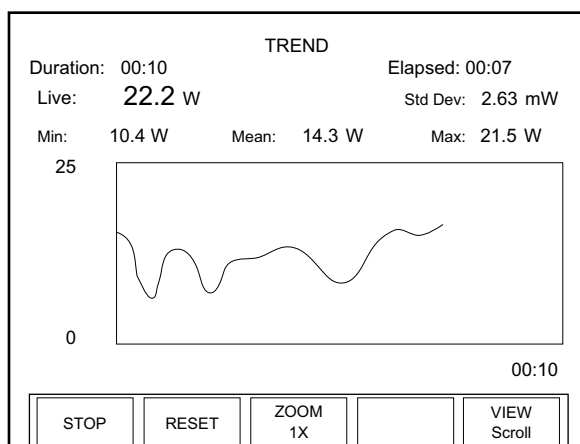 TREND
Duration: 00:10 Elapsed: 00:07
Live: 22.2 W Std Dev: 2.63 mW
Min: 10.4 W Mean: 14.3 W Max: 21.5 W
25
0
00:10
STOP RESET ZOOM 1X VIEW Scroll